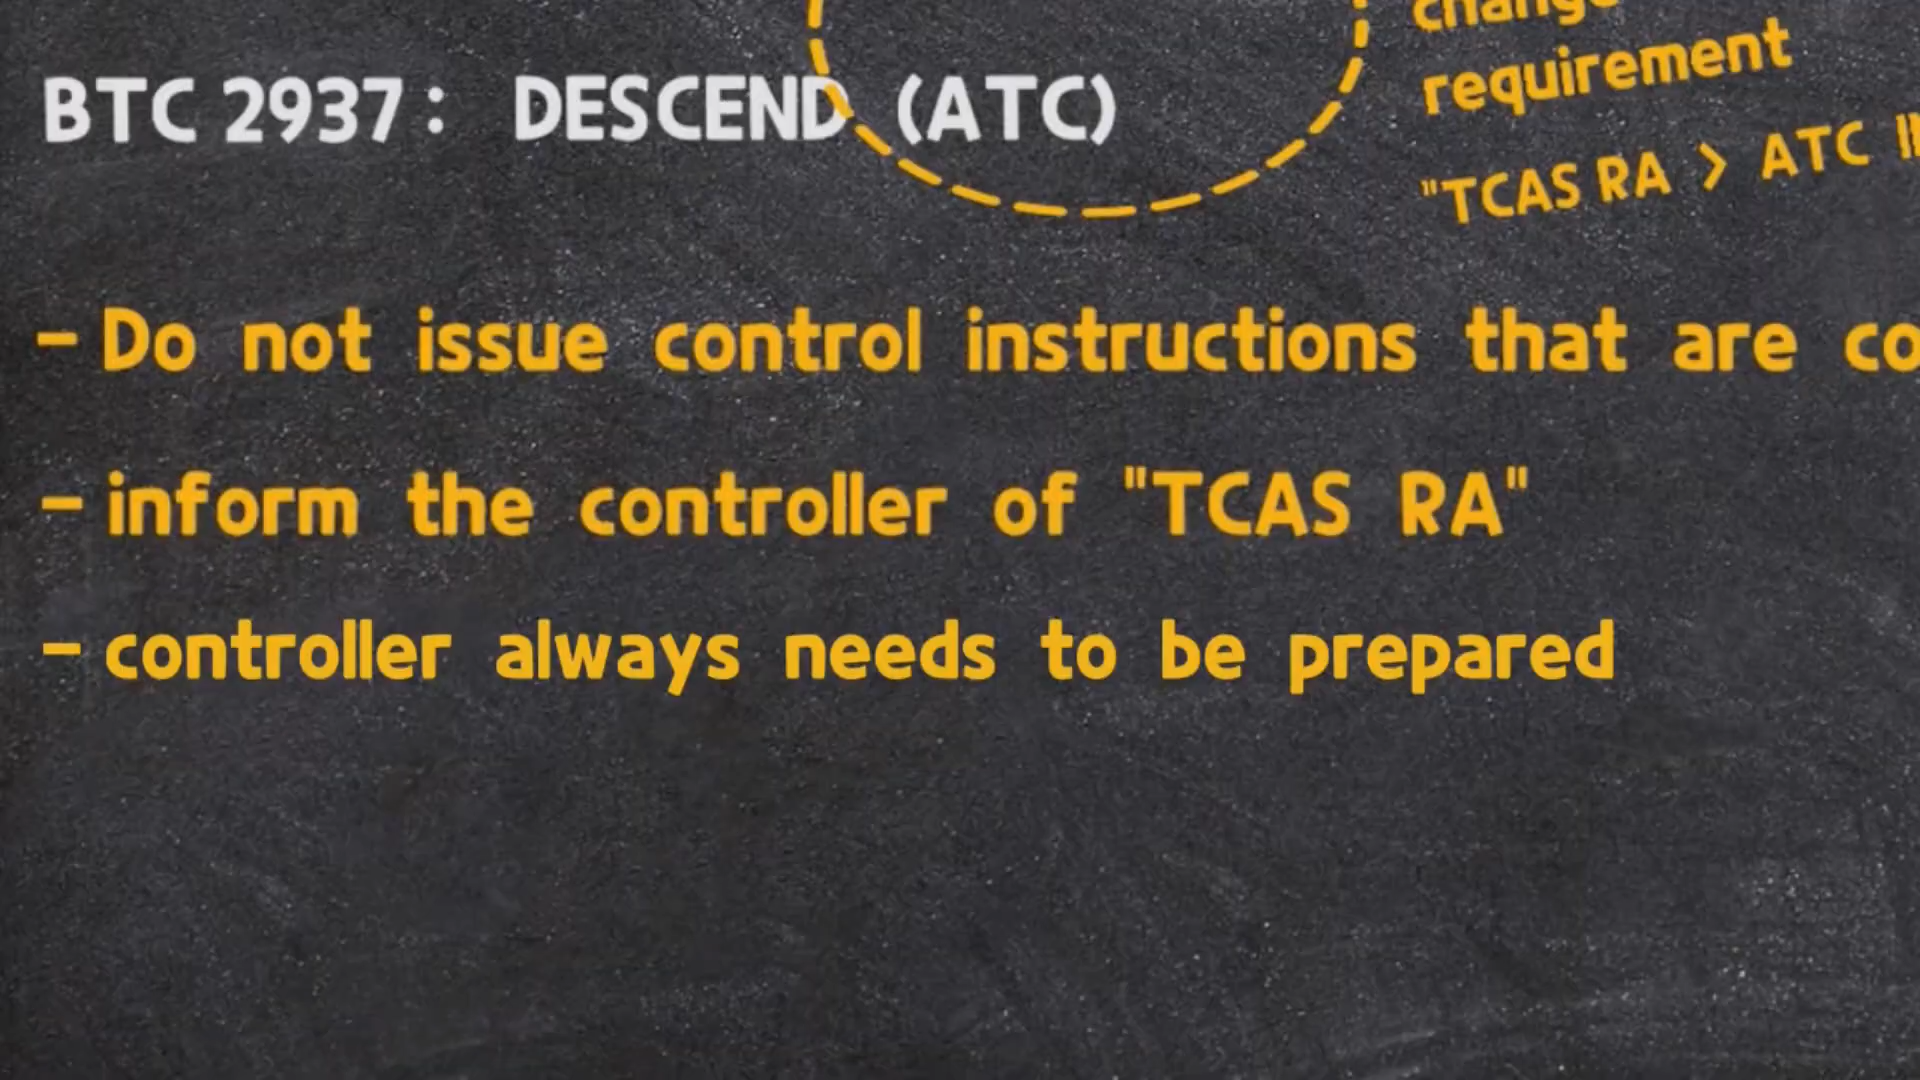 change
requirement
BTC 2937: DESCEND (ATC)
"TCAS RA > ATC
- Do not issue control instructions that are
- inform the controller of "TCAS RA"
- controller always needs to be prepared